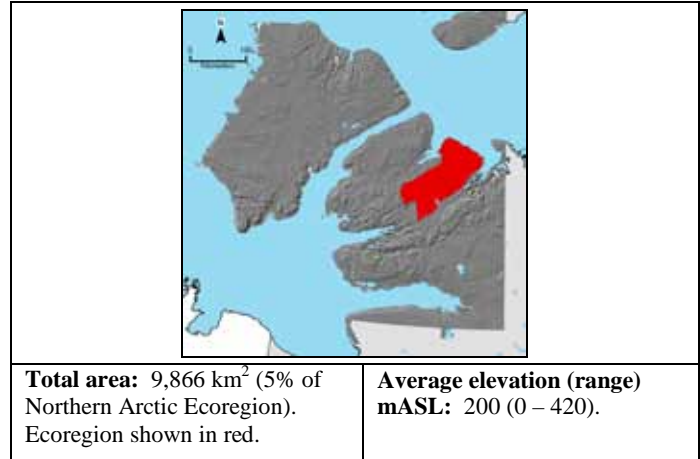 N
0
**Total area:** 9,866 km² (5% of
Northern Arctic Ecoregion).
Ecoregion shown in red.
**Average elevation (range)
mASL:** 200 (0 – 420).